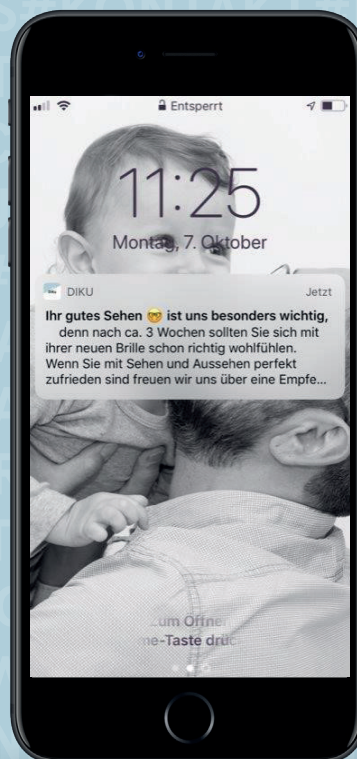 Entsperrt
11:25
Montag, 7. Oktober
DIKU Jetzt
Ihr gutes Sehen 🤓 ist uns besonders wichtig,
denn nach ca. 3 Wochen sollten Sie sich mit
ihrer neuen Brille schon richtig wohlfühlen.
Wenn Sie mit Sehen und Aussehen perfekt
zufrieden sind freuen wir uns über eine Empfe...
um Öffne
me-Taste drüc